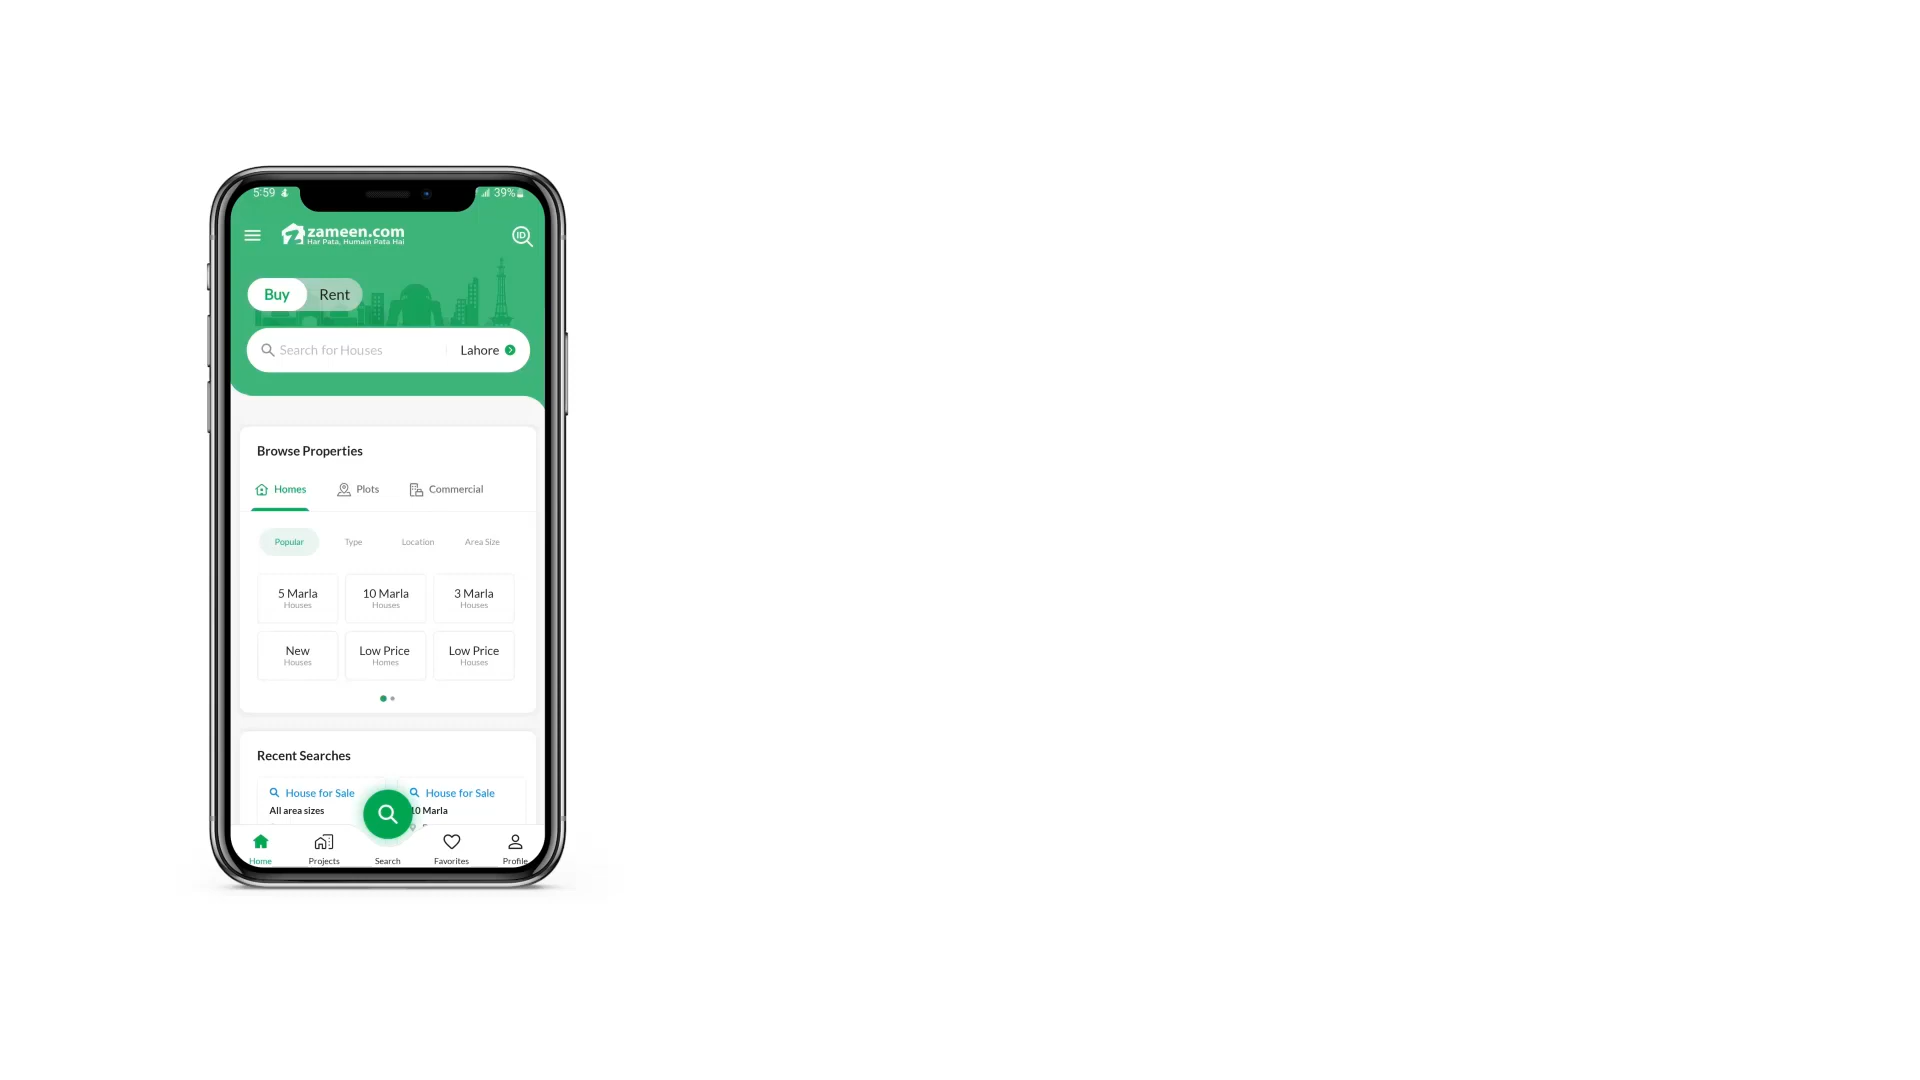 5:59
39%
zameen.com
Har Pata, Humain Pata Hai
ID
Buy Rent
Search for Houses Lahore
Browse Properties
Homes Plots Commercial
Popular Type Location Area Size
5 Marla 10 Marla 3 Marla
Houses Houses Houses
New Low Price Low Price
Houses Homes Houses
Recent Searches
House for Sale House for Sale
All area sizes 10 Marla
Home Projects Search Favorites Profile